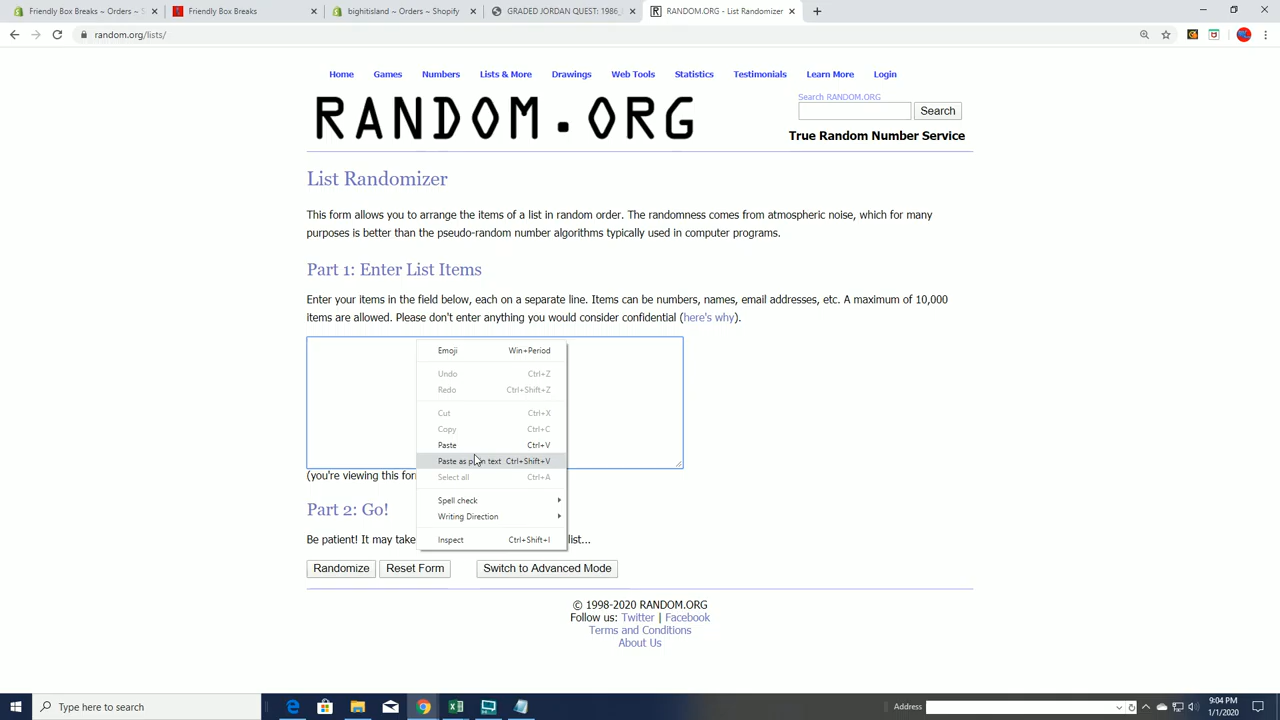 Friendly Box Breaks ~ Orders ~ S
Friendly Box Breaks
bighitisland ~ Orders ~ Shopify
GRADED JORDAN QUEST: 1986_
RANDOM.ORG - List Randomizer
random.org/lists/
Home Games Numbers Lists & More Drawings Web Tools Statistics Testimonials Learn More Login
RANDOM.ORG
Search RANDOM.ORG
Search
True Random Number Service
List Randomizer
This form allows you to arrange the items of a list in random order. The randomness comes from atmospheric noise, which for many
purposes is better than the pseudo-random number algorithms typically used in computer programs.
Part 1: Enter List Items
Enter your items in the field below, each on a separate line. Items can be numbers, names, email addresses, etc. A maximum of 10,000
items are allowed. Please don't enter anything you would consider confidential (here's why).
Emoji Win+Period
Undo Ctrl+Z
Redo Ctrl+Shift+Z
Cut Ctrl+X
Copy Ctrl+C
Paste Ctrl+V
Paste as text Ctrl+Shift+V
Select all Ctrl+A
Spell check
Writing Direction
Inspect Ctrl+Shift+I
(you're viewing this
Part 2: Go!
Be patient! It may take list...
Randomize Reset Form Switch to Advanced Mode
© 1998-2020 RANDOM.ORG
Follow us: Twitter | Facebook
Terms and Conditions
About Us
Type here to search
Address
9:04 PM
1/1/2020